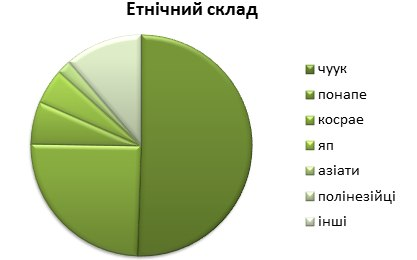 Етнічний склад
чуук
понапе
косрае
яп
азіати
полінезійці
інші